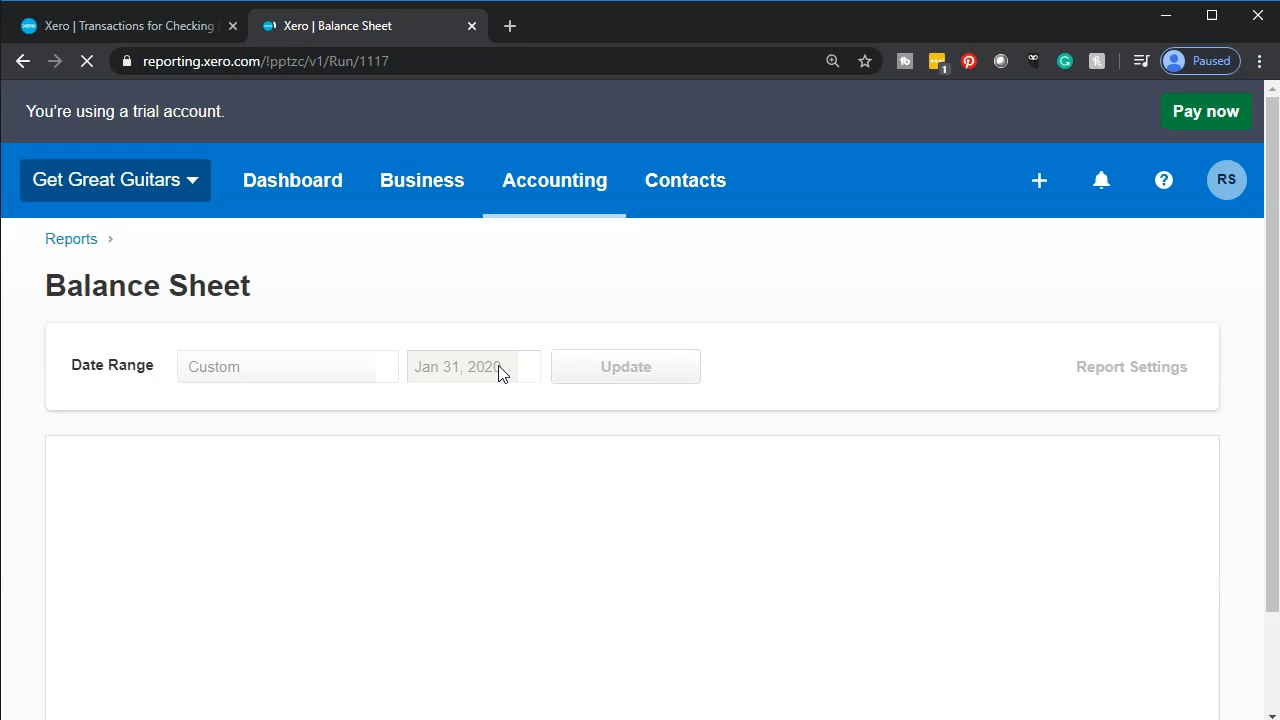 Xero | Transactions for Checking
Xero | Balance Sheet
reporting.xero.com/!pptzc/v1/Run/1117
1
Paused
You're using a trial account.
Pay now
Get Great Guitars
Dashboard
Business
Accounting
Contacts
RS
Reports
Balance Sheet
Date Range
Custom
Jan 31, 2020
Update
Report Settings